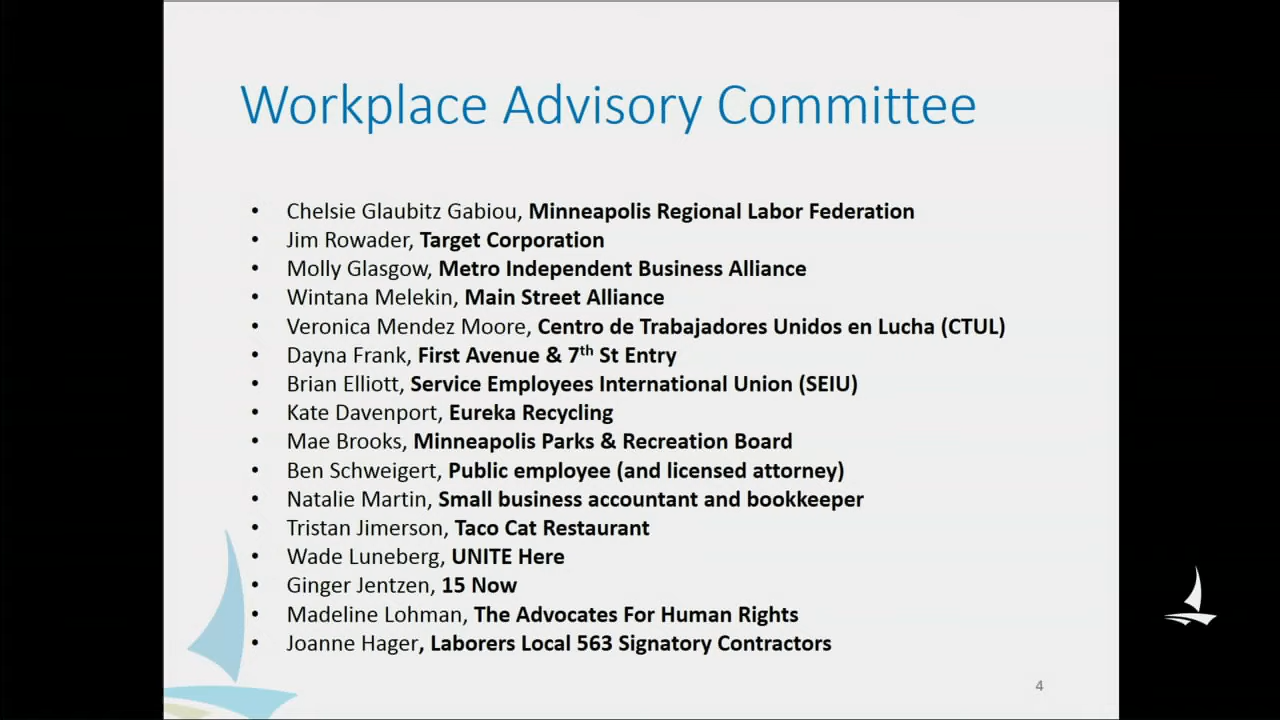 Workplace Advisory Committee
• Chelsie Glaubitz Gabiou, Minneapolis Regional Labor Federation
• Jim Rowader, Target Corporation
• Molly Glasgow, Metro Independent Business Alliance
• Wintana Melekin, Main Street Alliance
• Veronica Mendez Moore, Centro de Trabajadores Unidos en Lucha (CTUL)
• Dayna Frank, First Avenue & 7th St Entry
• Brian Elliott, Service Employees International Union (SEIU)
• Kate Davenport, Eureka Recycling
• Mae Brooks, Minneapolis Parks & Recreation Board
• Ben Schweigert, Public employee (and licensed attorney)
• Natalie Martin, Small business accountant and bookkeeper
• Tristan Jimerson, Taco Cat Restaurant
• Wade Luneberg, UNITE Here
• Ginger Jentzen, 15 Now
• Madeline Lohman, The Advocates For Human Rights
• Joanne Hager, Laborers Local 563 Signatory Contractors
4